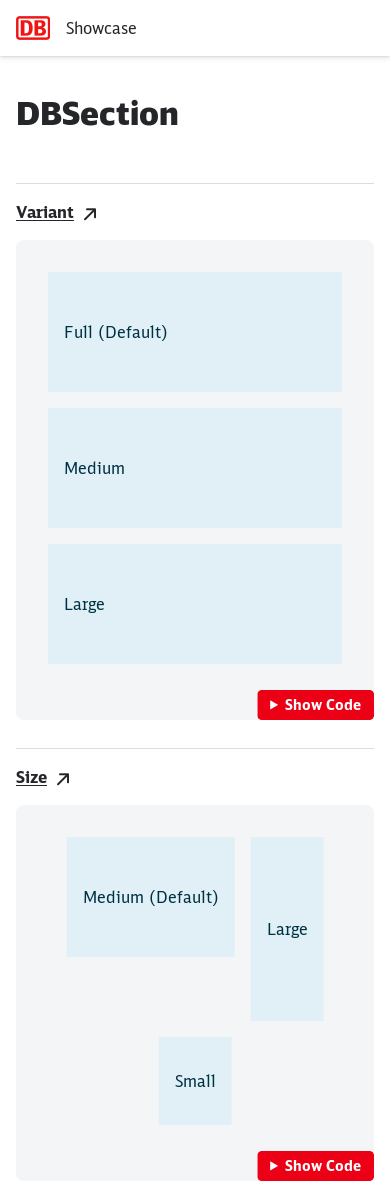 DB Showcase
DBSection
Variant
Full (Default)
Medium
Large
Show Code
Size
Medium (Default)
Large
Small
Show Code